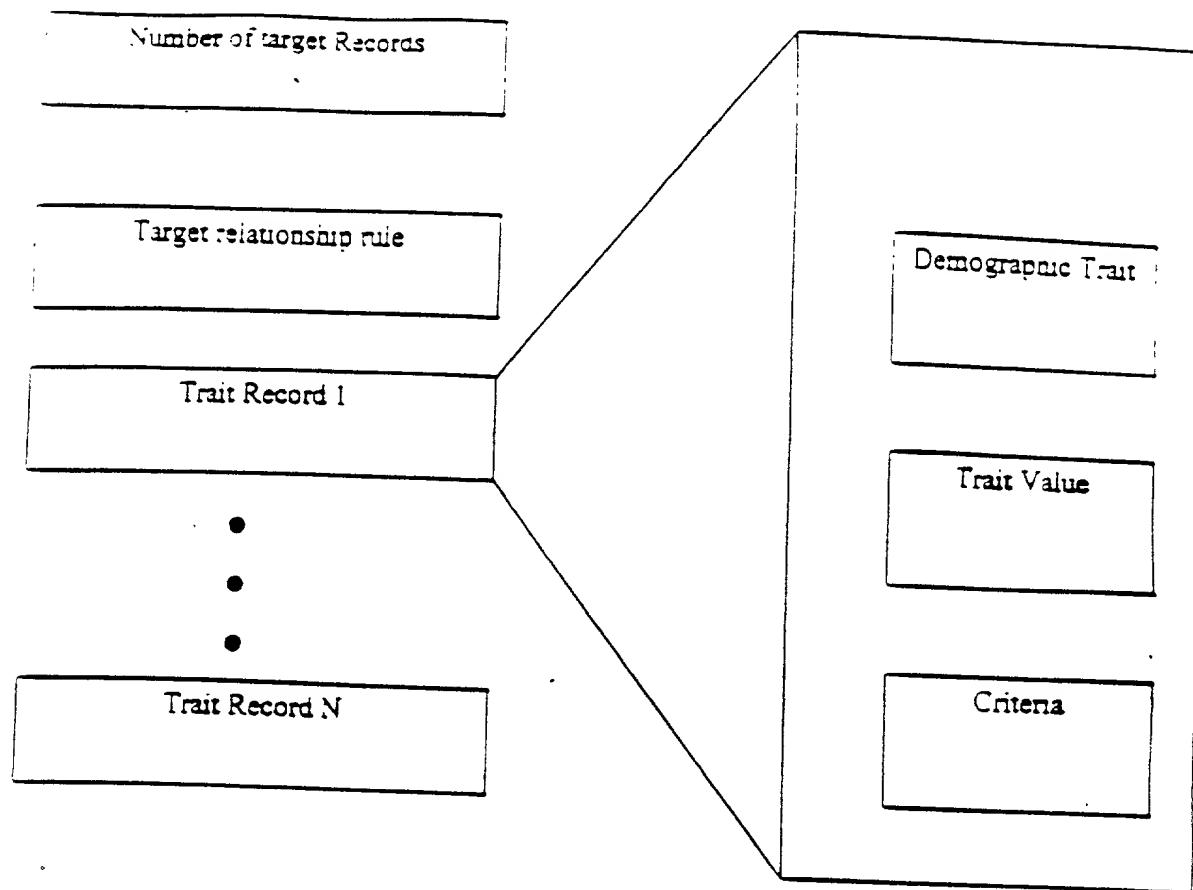 Number of target Records
Target relationship rule
Trait Record 1
Trait Record N
Demographic Trait
Trait Value
Criteria